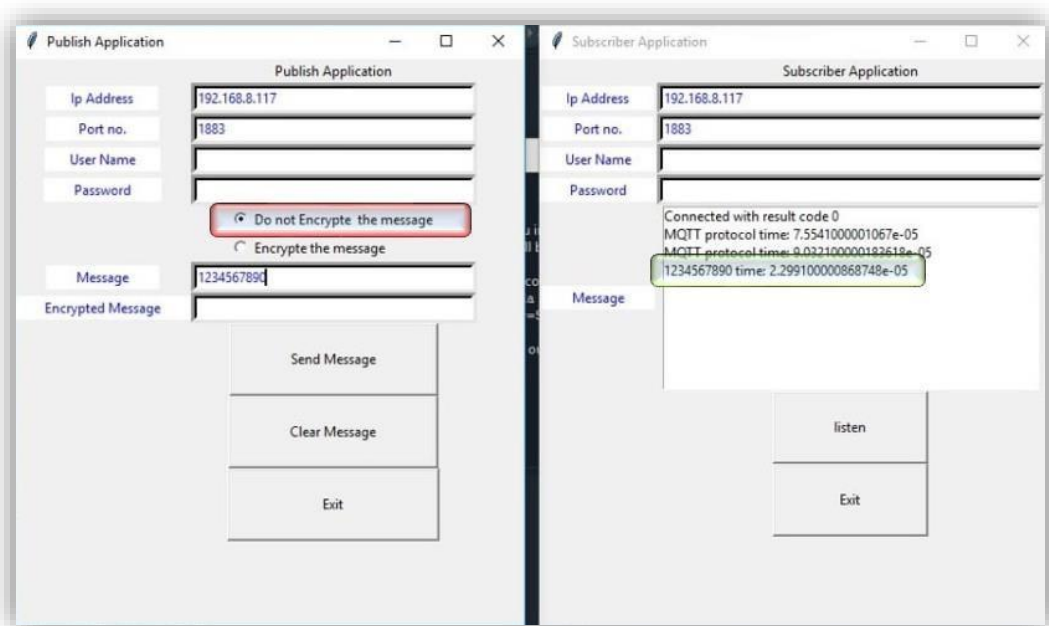 Publish Application
Publish Application
Ip Address 192.168.8.117
Port no. 1883
User Name
Password
Do not Encrypte the message
Encrypte the message
Message 1234567890
Encrypted Message
Send Message
Clear Message
Exit
Subscriber Application
Subscriber Application
Ip Address 192.168.8.117
Port no. 1883
User Name
Password
Connected with result code 0
MQTT protocol time: 7.5541000001067e-05
MQTT protocol time: 9.032100000183618e-05
1234567890 time: 2.299100000868748e-05
Message
listen
Exit